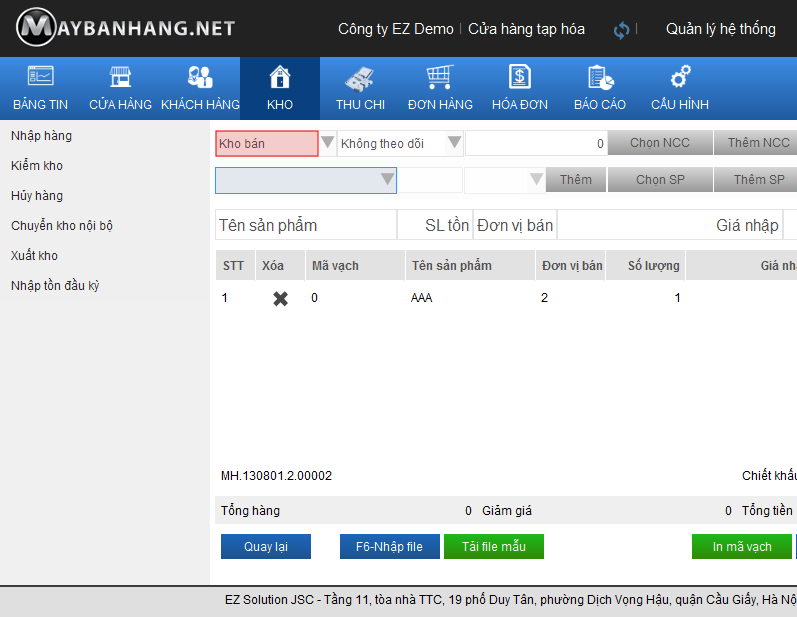 MAYBANHANG.NET
Công ty EZ Demo | Cửa hàng tạp hóa | Quản lý hệ thống
BẢNG TIN CỬA HÀNG KHÁCH HÀNG KHO THU CHI ĐƠN HÀNG HÓA ĐƠN BÁO CÁO CẤU HÌNH
Nhập hàng
Kiểm kho
Hủy hàng
Chuyển kho nội bộ
Xuất kho
Nhập tồn đầu kỳ
Kho bán Không theo dõi 0 Chọn NCC Thêm NCC
Thêm Chọn SP Thêm SP
Tên sản phẩm SL tồn Đơn vị bán Giá nhập
STT Xóa Mã vạch Tên sản phẩm Đơn vị bán Số lượng Giá nhậ
1 0 AAA 2 1
MH.130801.2.00002 Chiết khấu
Tổng hàng 0 Giảm giá 0 Tổng tiền
Quay lại F6-Nhập file Tải file mẫu In mã vạch
EZ Solution JSC - Tầng 11, tòa nhà TTC, 19 phố Duy Tân, phường Dịch Vọng Hậu, quận Cầu Giấy, Hà Nộ